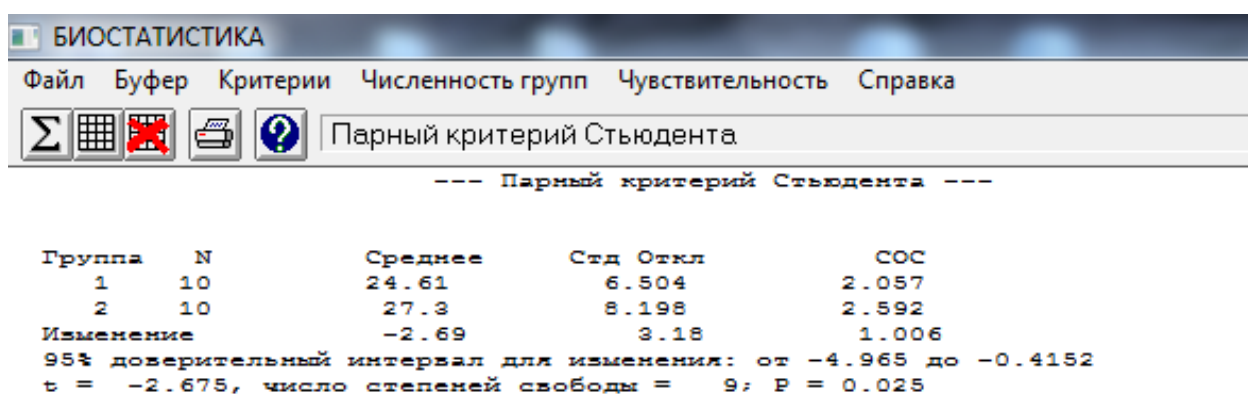 БИОСТАТИСТИКА
Файл Буфер Критерии Численность групп Чувствительность Справка
Парный критерий Стьюдента
--- Парный критерий Стьюдента ---
Группа N Среднее Стд Откл СОС
1 10 24.61 6.504 2.057
2 10 27.3 8.198 2.592
Изменение -2.69 3.18 1.006
95% доверительный интервал для изменения: от -4.965 до -0.4152
t = -2.675, число степеней свободы = 9; P = 0.025